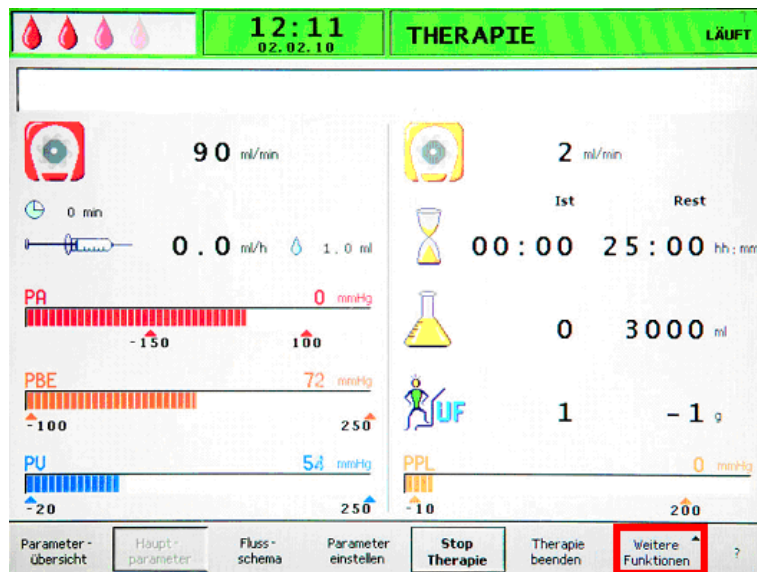 12:11
02.02.10
THERAPIE
LÄUFT
90 ml/min
2 ml/min
0 min
Ist Rest
0.0 ml/h 1.0 ml
00:00 25:00 hh:mm
PA 0 mmHg
-150 100
0 3000 ml
PBE 72 mmHg
-100 250
UF 1 -1 g
PV 54 mmHg
-20 250
PPL 0 mmHg
-10 200
Parameter-
übersicht
Haupt-
parameter
Fluss-
schema
Parameter
einstellen
Stop
Therapie
Therapie
beenden
Weitere
Funktionen
?